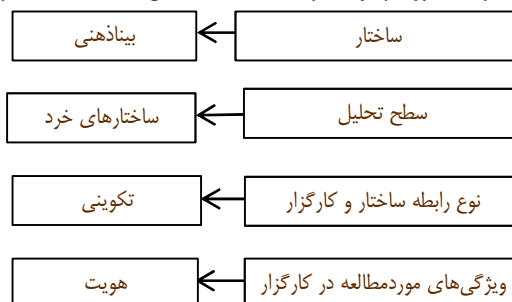 ساختار
بیناذهنی
سطح تحلیل
ساختارهای خرد
نوع رابطه ساختار و کارگزار
تکوینی
ویژگی‌های موردمطالعه در کارگزار
هویت